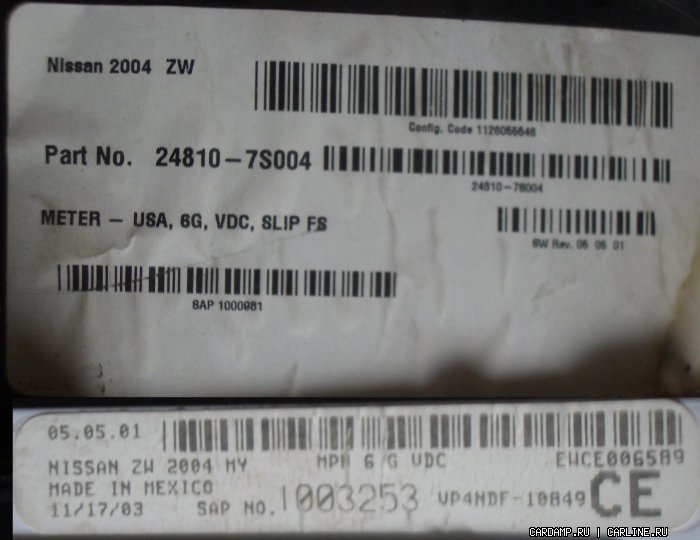 Nissan 2004 ZW
Config. Code 1126066646
Part No. 24810-7S004
24810-7S004
METER - USA, 6G, VDC, SLIP FS
SW Rev. 05 05 01
SAP 1000981
05.05.01
NISSAN ZW 2004 MY MPH 6 G VDC EWCE006589
MADE IN MEXICO
11/17/03 SAP NO. 1003253 VP4NDF-10849 CE
CARDAMP.RU | CARLINE.RU